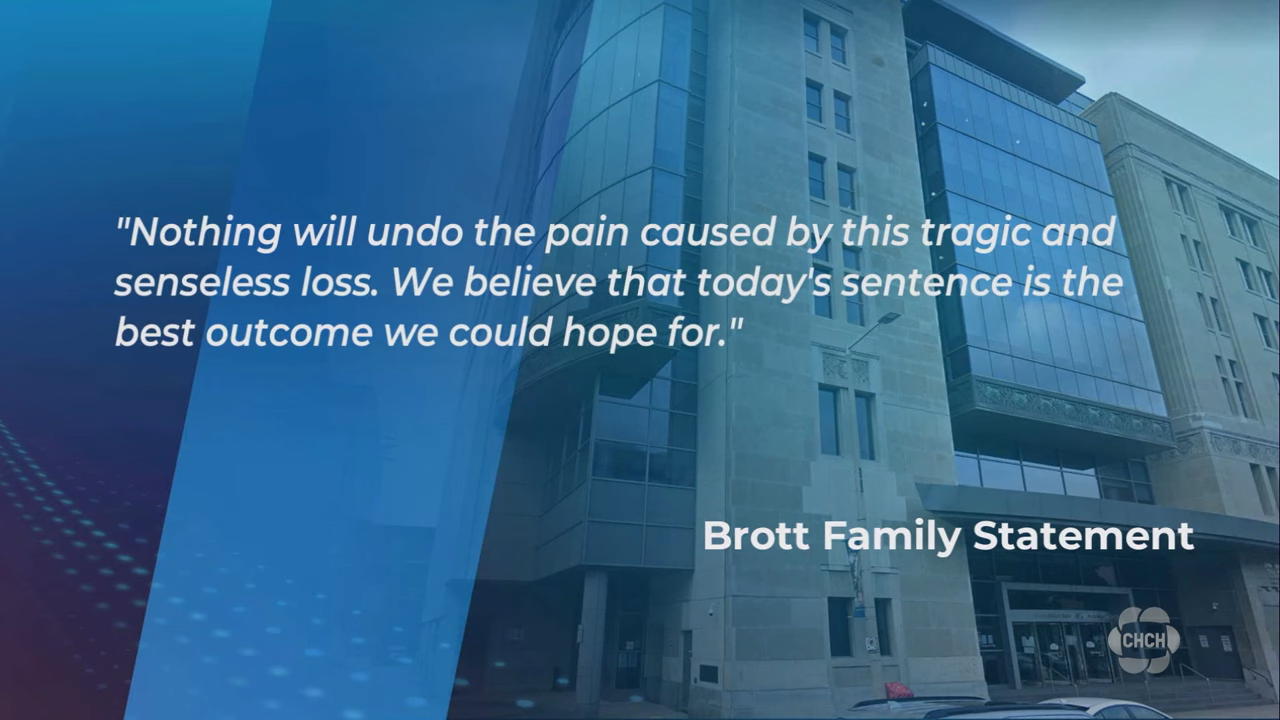 "Nothing will undo the pain caused by this tragic and
senseless loss. We believe that today's sentence is the
best outcome we could hope for."
Brott Family Statement
CHCH